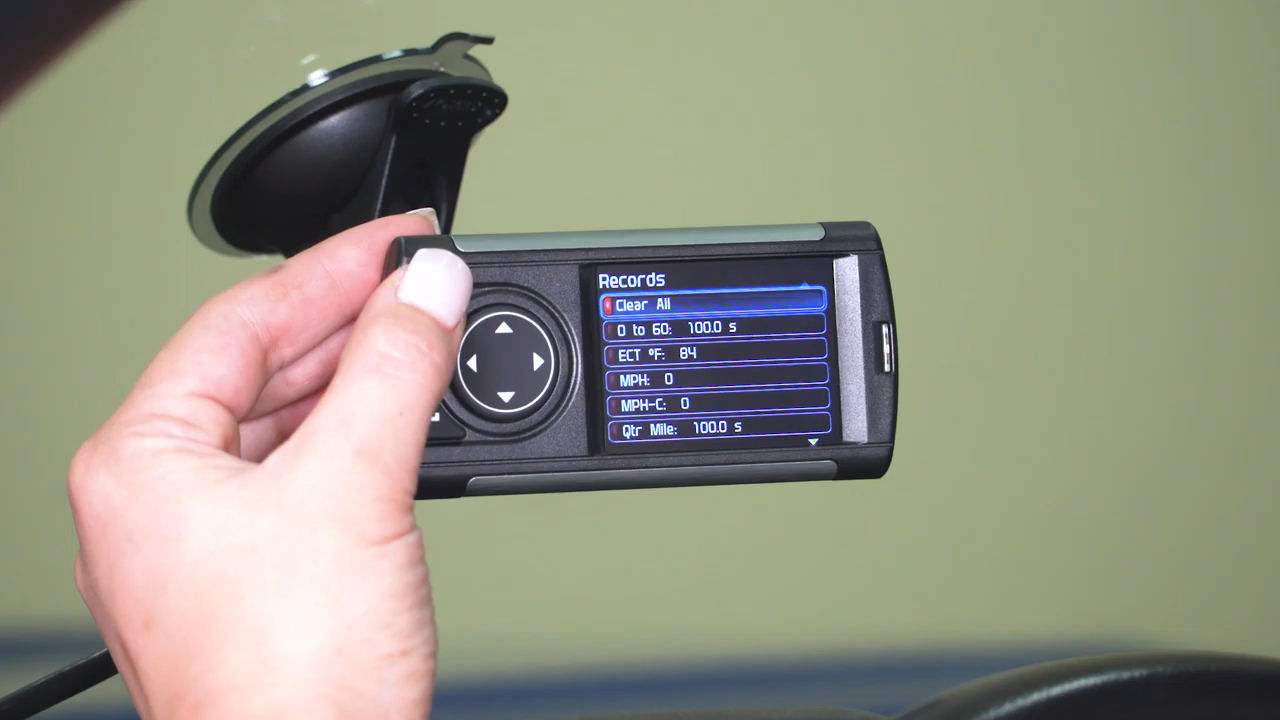 Records
Clear All
0 to 60: 100.0 s
ECT °F: 84
MPH: 0
MPH-C: 0
Qtr Mile: 100.0 s